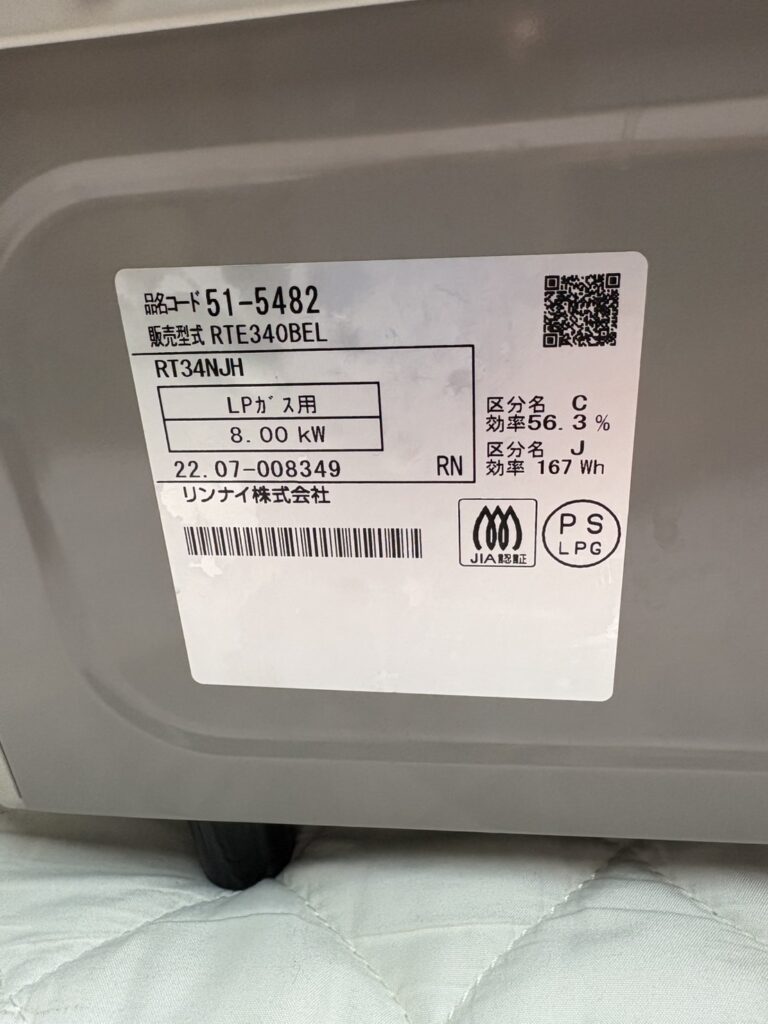 品名コード 51-5482
販売型式 RTE340BEL
RT34NJH
LPガス用
8.00 kW
22.07-008349 RN
リンナイ株式会社
区分名 C
効率56.3 %
区分名 J
効率 167 Wh
JIA認証
PS
LPG